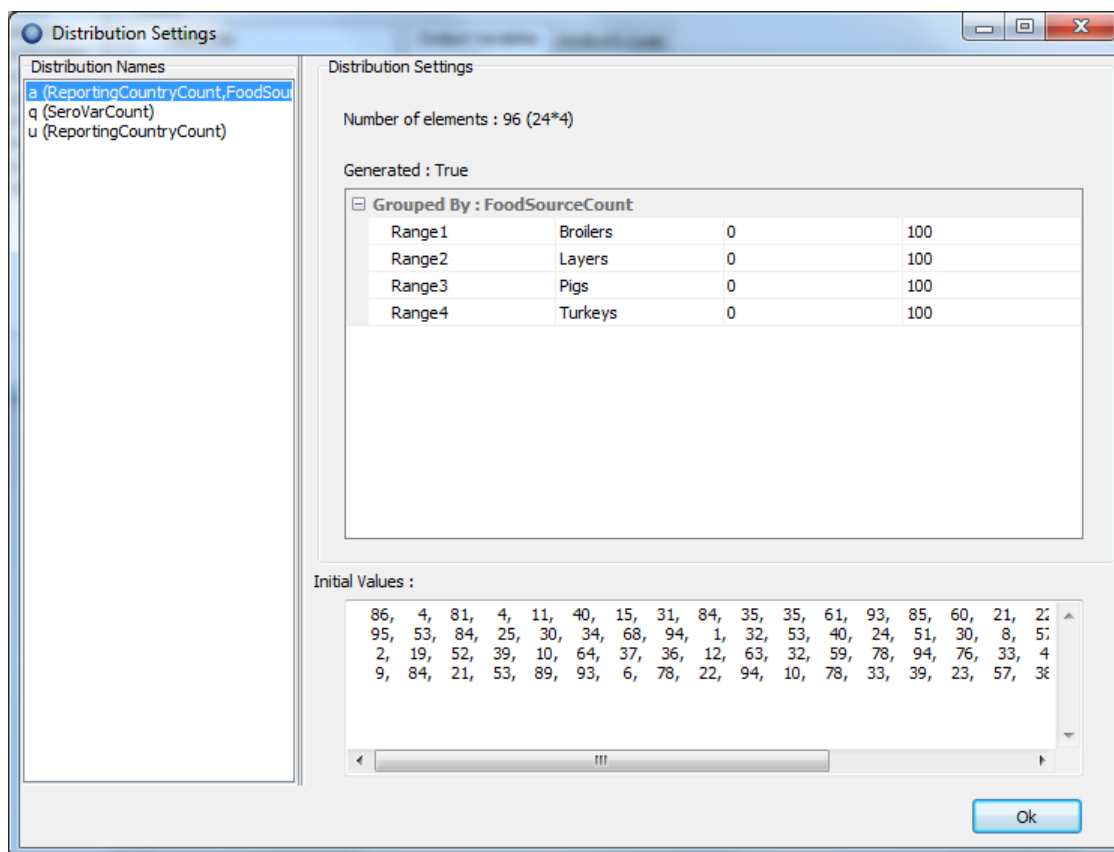 Distribution Settings
Distribution Names
a (ReportingCountryCount,FoodSou
q (SeroVarCount)
u (ReportingCountryCount)
Distribution Settings
Number of elements : 96 (24*4)
Generated : True
Grouped By : FoodSourceCount
Range1 Broilers 0 100
Range2 Layers 0 100
Range3 Pigs 0 100
Range4 Turkeys 0 100
Initial Values :
86, 4, 81, 4, 11, 40, 15, 31, 84, 35, 35, 61, 93, 85, 60, 21, 22
95, 53, 84, 25, 30, 34, 68, 94, 1, 32, 53, 40, 24, 51, 30, 8, 57
2, 19, 52, 39, 10, 64, 37, 36, 12, 63, 32, 59, 78, 94, 76, 33, 4
9, 84, 21, 53, 89, 93, 6, 78, 22, 94, 10, 78, 33, 39, 23, 57, 38
Ok